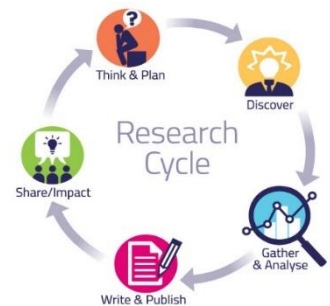 ?
Think & Plan
Discover
Research
Cycle
Share/Impact
Gather
& Analyse
Write & Publish